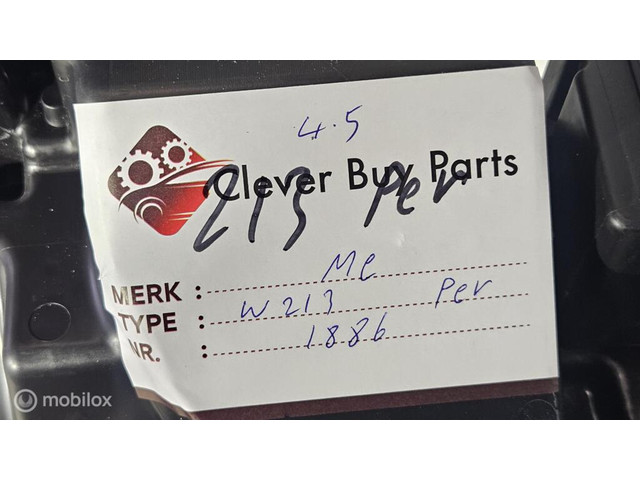 4.5
Clever Buy Parts
213 Per
MERK : Me
TYPE : W213 Per
NR. : 1886
mobilox